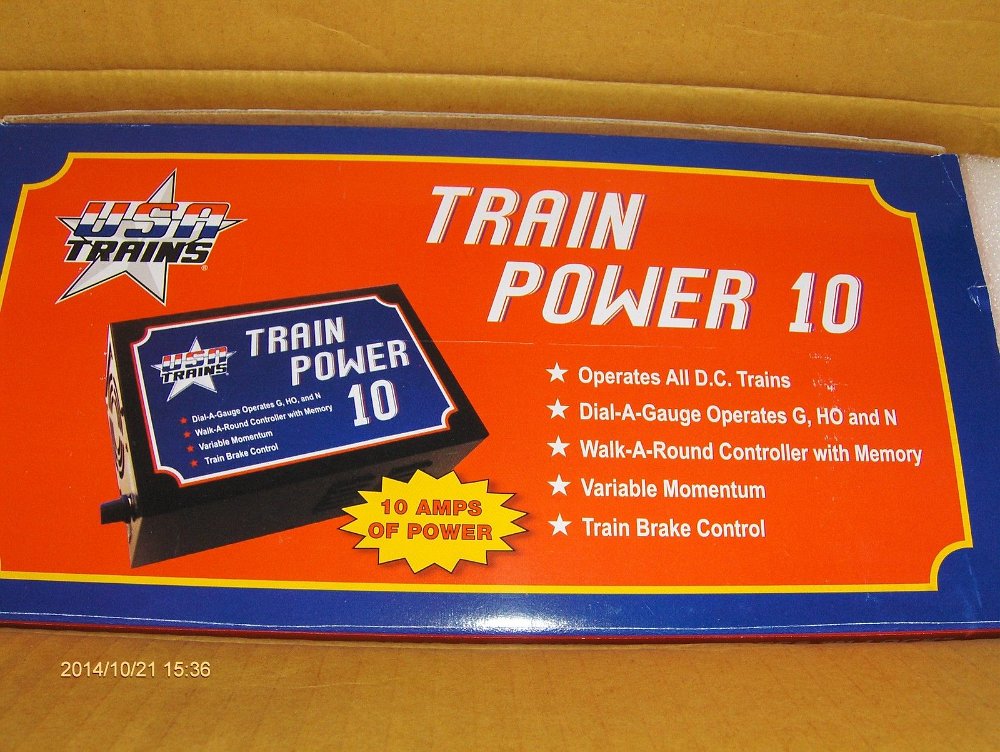 USA
TRAINS®
TRAIN
POWER 10
USA
TRAINS
TRAIN
POWER
10
★ Dial-A-Gauge Operates G, HO and N
★ Walk-A-Round Controller with Memory
★ Variable Momentum
★ Train Brake Control
10 AMPS
OF POWER
★ Operates All D.C. Trains
★ Dial-A-Gauge Operates G, HO and N
★ Walk-A-Round Controller with Memory
★ Variable Momentum
★ Train Brake Control
2014/10/21 15:36